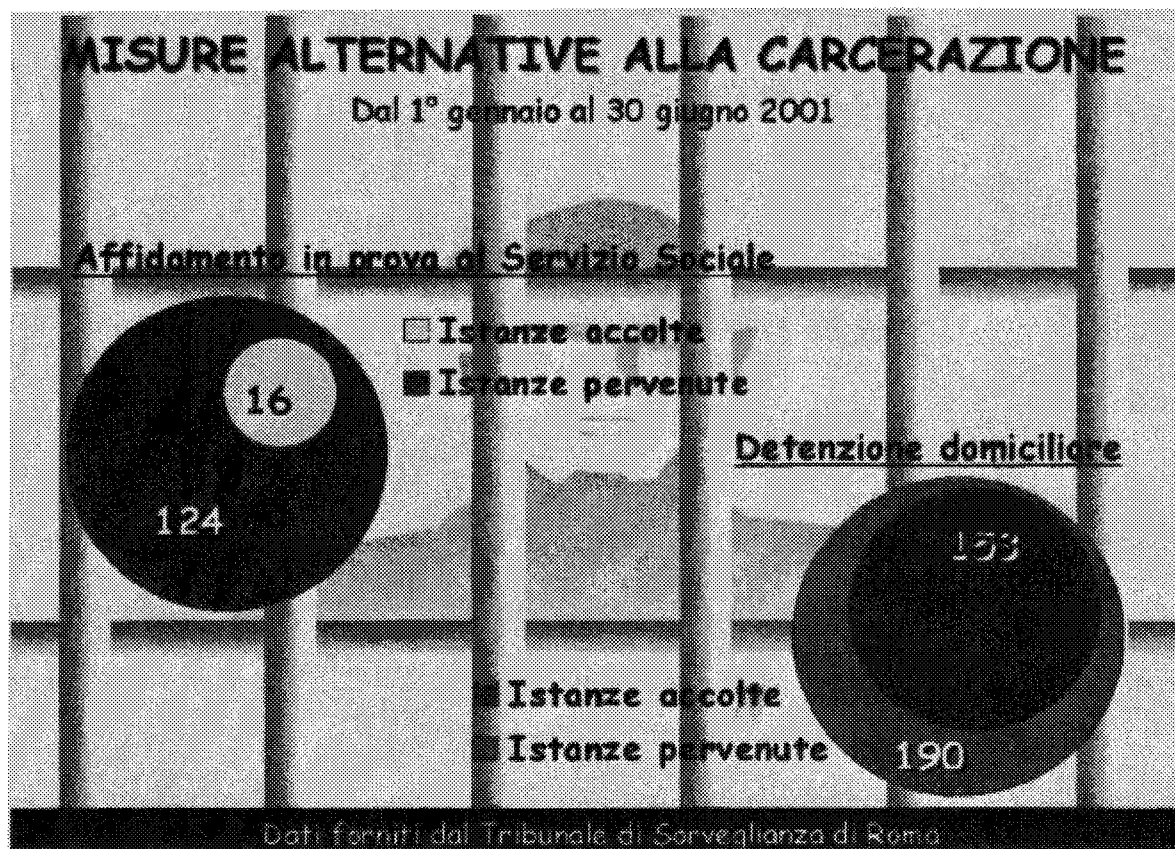 MISURE ALTERNATIVE ALLA CARCERAZIONE
Dal 1° gennaio al 30 giugno 2001
Affidamento in prova al Servizio Sociale
Istanze accolte
Istanze pervenute
16
124
Detenzione domiciliare
153
190
Istanze accolte
Istanze pervenute
Dati forniti dal Tribunale di Sorveglianza di Roma